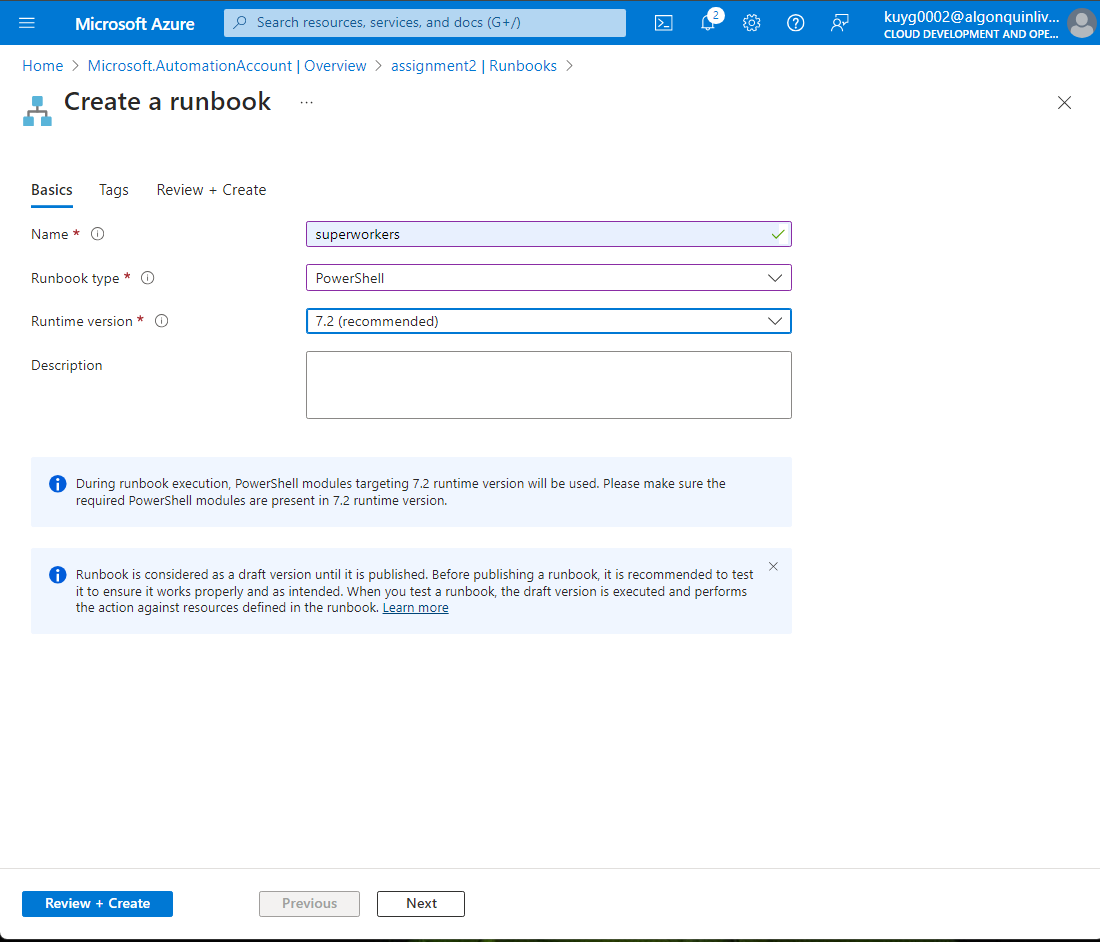 Microsoft Azure
Search resources, services, and docs (G+/)
2
kuyg0002@algonquinliv...
CLOUD DEVELOPMENT AND OPE...
Home > Microsoft.AutomationAccount | Overview > assignment2 | Runbooks >
Create a runbook ...
Basics Tags Review + Create
Name *
superworkers
Runbook type *
PowerShell
Runtime version *
7.2 (recommended)
Description
During runbook execution, PowerShell modules targeting 7.2 runtime version will be used. Please make sure the
required PowerShell modules are present in 7.2 runtime version.
Runbook is considered as a draft version until it is published. Before publishing a runbook, it is recommended to test
it to ensure it works properly and as intended. When you test a runbook, the draft version is executed and performs
the action against resources defined in the runbook. Learn more
Review + Create
Previous
Next